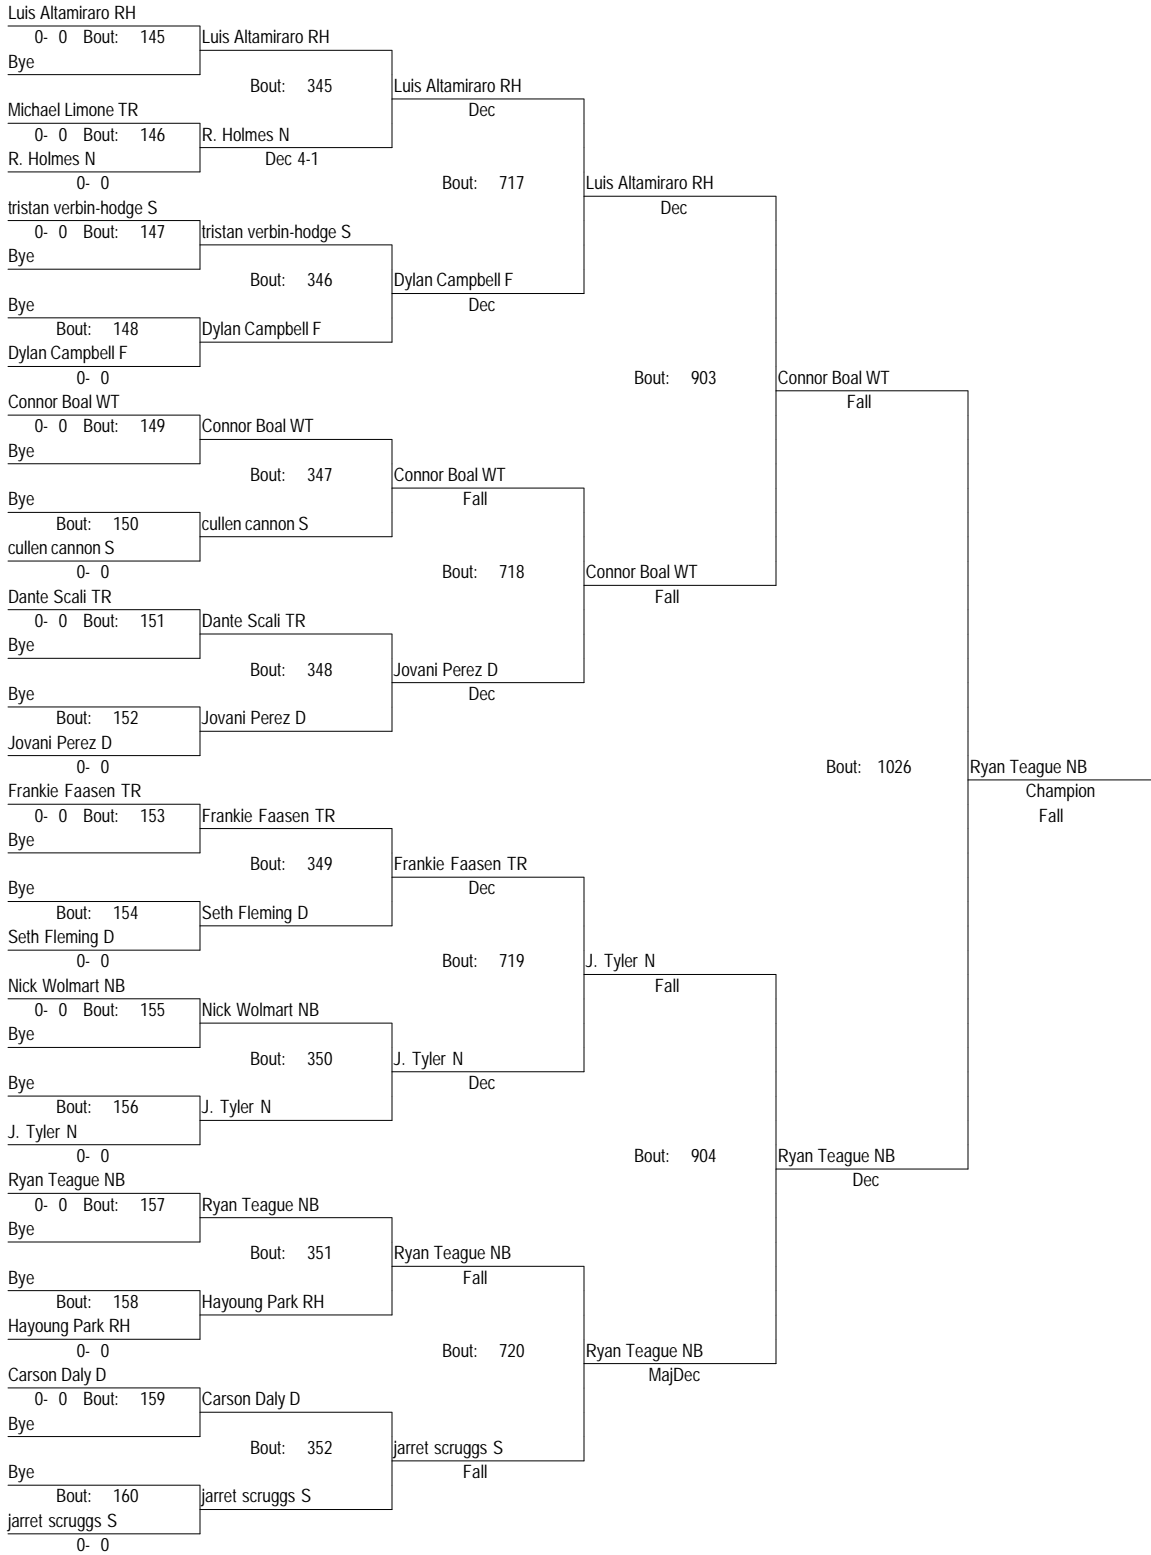 Luis Altamiraro RH
0- 0 Bout: 145 Luis Altamiraro RH
Bye
Bout: 345 Luis Altamiraro RH
Michael Limone TR Dec
0- 0 Bout: 146 R. Holmes N
R. Holmes N Dec 4-1
0- 0 Bout: 717 Luis Altamiraro RH
tristan verbin-hodge S Dec
0- 0 Bout: 147 tristan verbin-hodge S
Bye
Bout: 346 Dylan Campbell F
Bye Dec
Bout: 148 Dylan Campbell F
Dylan Campbell F
0- 0 Bout: 903 Connor Boal WT
Connor Boal WT Fall
0- 0 Bout: 149 Connor Boal WT
Bye
Bout: 347 Connor Boal WT
Bye Fall
Bout: 150 cullen cannon S
cullen cannon S
0- 0 Bout: 718 Connor Boal WT
Dante Scali TR Fall
0- 0 Bout: 151 Dante Scali TR
Bye
Bout: 348 Jovani Perez D
Bye Dec
Bout: 152 Jovani Perez D
Jovani Perez D
0- 0 Bout: 1026 Ryan Teague NB
Frankie Faasen TR Champion
0- 0 Bout: 153 Frankie Faasen TR Fall
Bye
Bout: 349 Frankie Faasen TR
Bye Dec
Bout: 154 Seth Fleming D
Seth Fleming D
0- 0 Bout: 719 J. Tyler N
Nick Wolmart NB Fall
0- 0 Bout: 155 Nick Wolmart NB
Bye
Bout: 350 J. Tyler N
Bye Dec
Bout: 156 J. Tyler N
J. Tyler N
0- 0 Bout: 904 Ryan Teague NB
Ryan Teague NB Dec
0- 0 Bout: 157 Ryan Teague NB
Bye
Bout: 351 Ryan Teague NB
Bye Fall
Bout: 158 Hayoung Park RH
Hayoung Park RH
0- 0 Bout: 720 Ryan Teague NB
Carson Daly D MajDec
0- 0 Bout: 159 Carson Daly D
Bye
Bout: 352 jarret scruggs S
Bye Fall
Bout: 160 jarret scruggs S
jarret scruggs S
0- 0